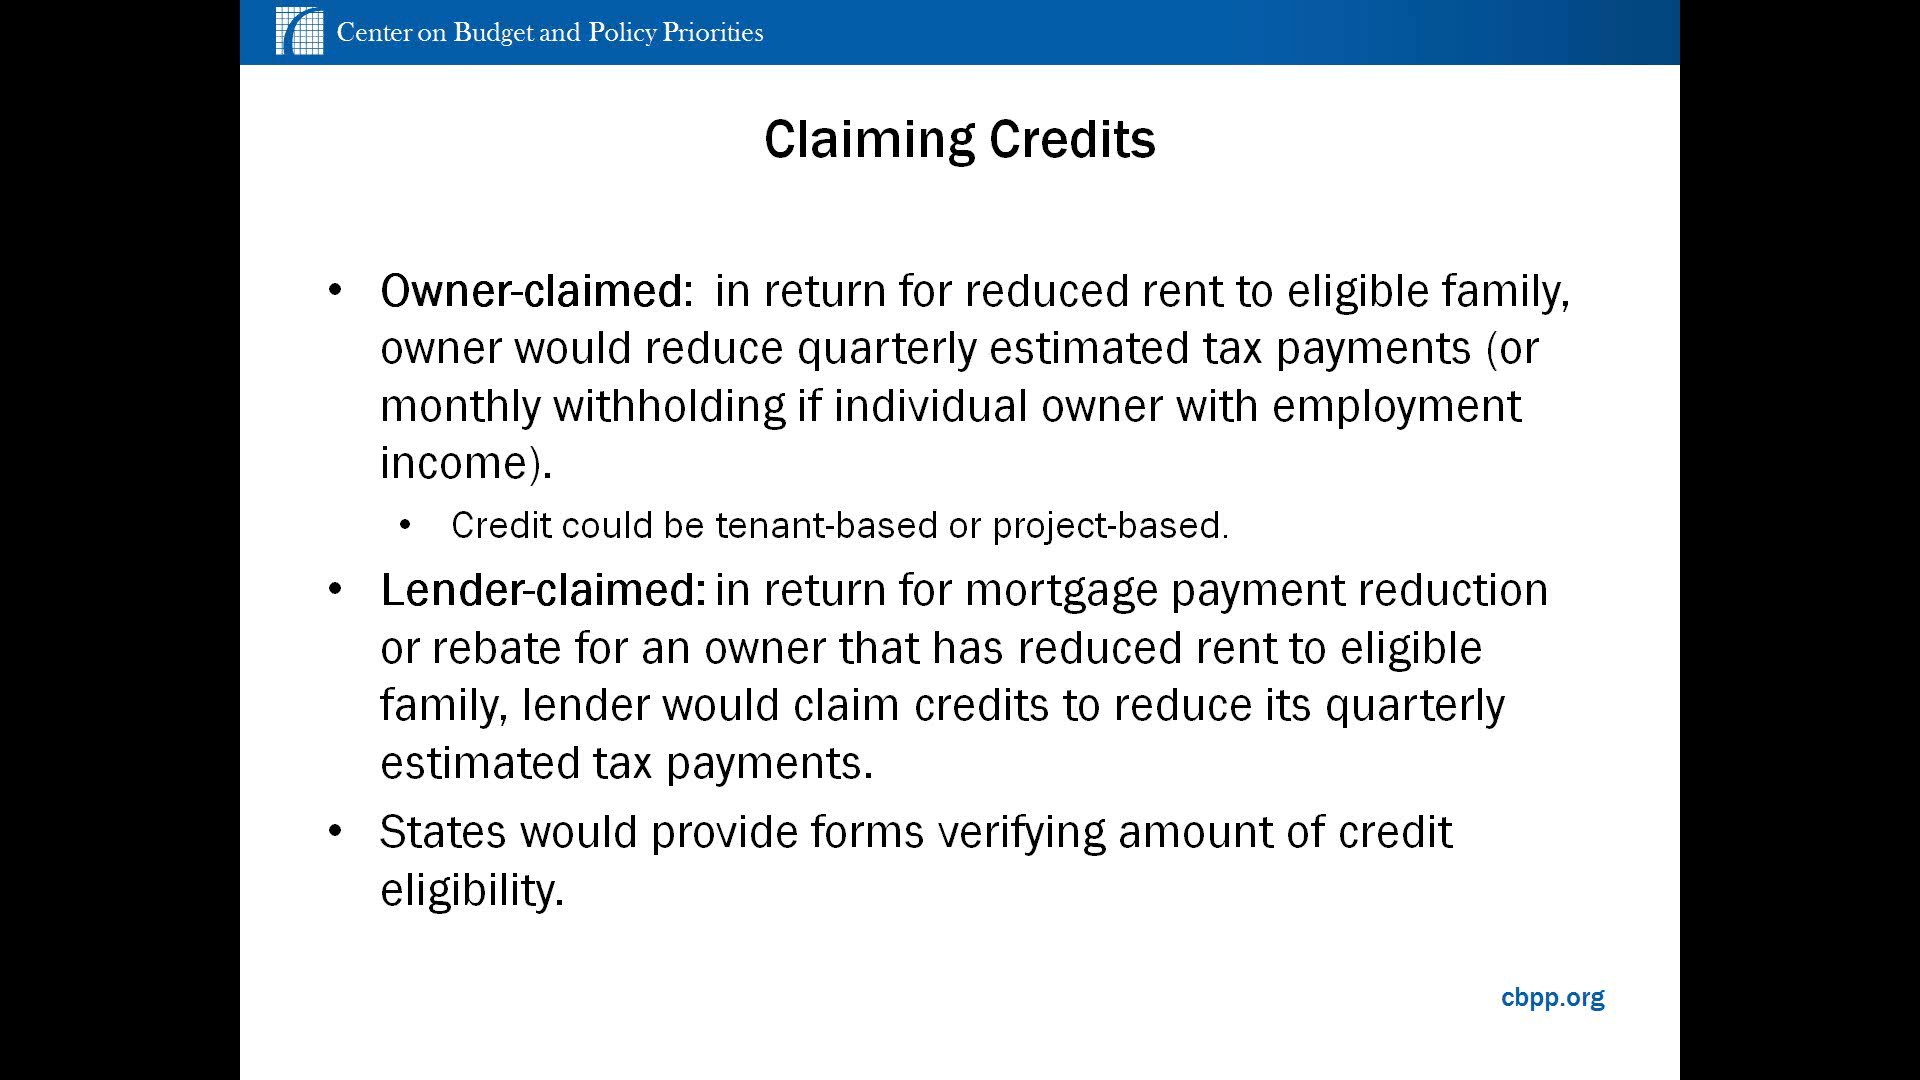 Center on Budget and Policy Priorities
Claiming Credits
• Owner-claimed:  in return for reduced rent to eligible family,
owner would reduce quarterly estimated tax payments (or
monthly withholding if individual owner with employment
income).
• Credit could be tenant-based or project-based.
• Lender-claimed: in return for mortgage payment reduction
or rebate for an owner that has reduced rent to eligible
family, lender would claim credits to reduce its quarterly
estimated tax payments.
• States would provide forms verifying amount of credit
eligibility.
cbpp.org